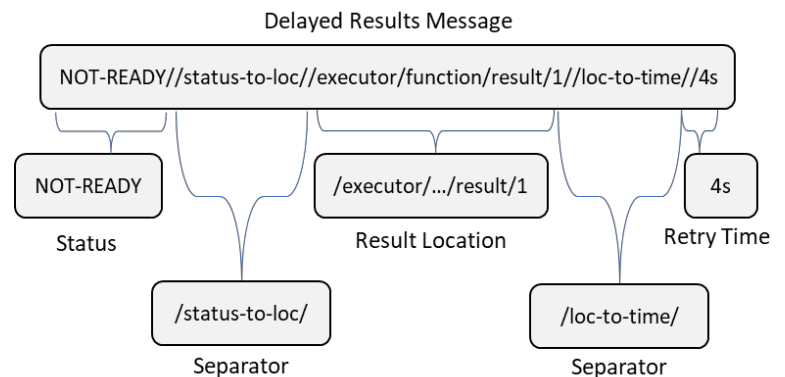 Delayed Results Message
NOT-READY//status-to-loc//executor/function/result/1//loc-to-time//4s
NOT-READY
/executor/.../result/1
4s
Status
Result Location
Retry Time
/status-to-loc/
/loc-to-time/
Separator
Separator